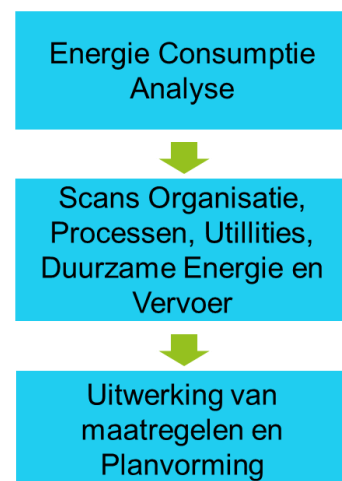 Energie Consumptie
Analyse
Scans Organisatie,
Processen, Utillities,
Duurzame Energie en
Vervoer
Uitwerking van
maatregelen en
Planvorming